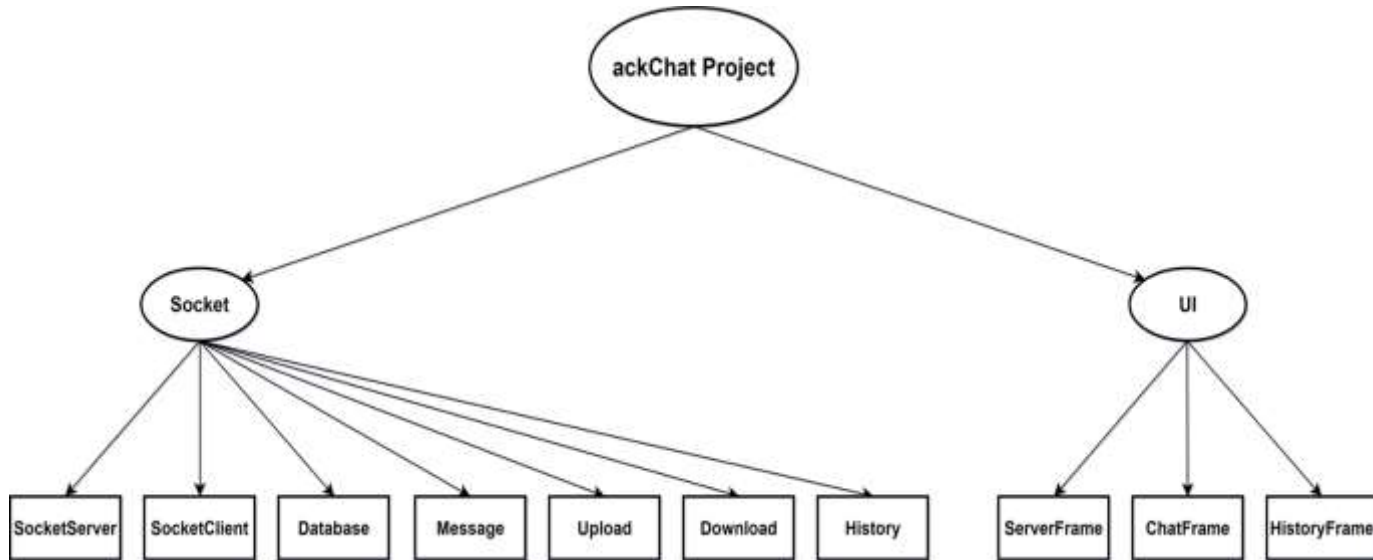 ackChat Project
Socket
UI
SocketServer
SocketClient
Database
Message
Upload
Download
History
ServerFrame
ChatFrame
HistoryFrame